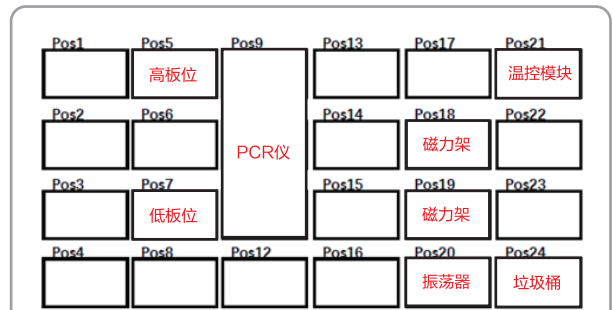 Pos1 Pos5 Pos9 Pos13 Pos17 Pos21
高板位 温控模块
Pos2 Pos6 Pos14 Pos18 Pos22
PCR仪 磁力架
Pos3 Pos7 Pos15 Pos19 Pos23
低板位 磁力架
Pos4 Pos8 Pos12 Pos16 Pos20 Pos24
振荡器 垃圾桶